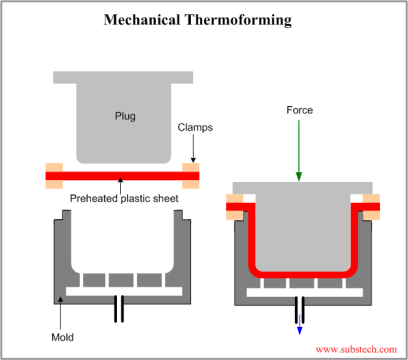 Mechanical Thermoforming
Plug
Clamps
Preheated plastic sheet
Mold
Force
www.substech.com